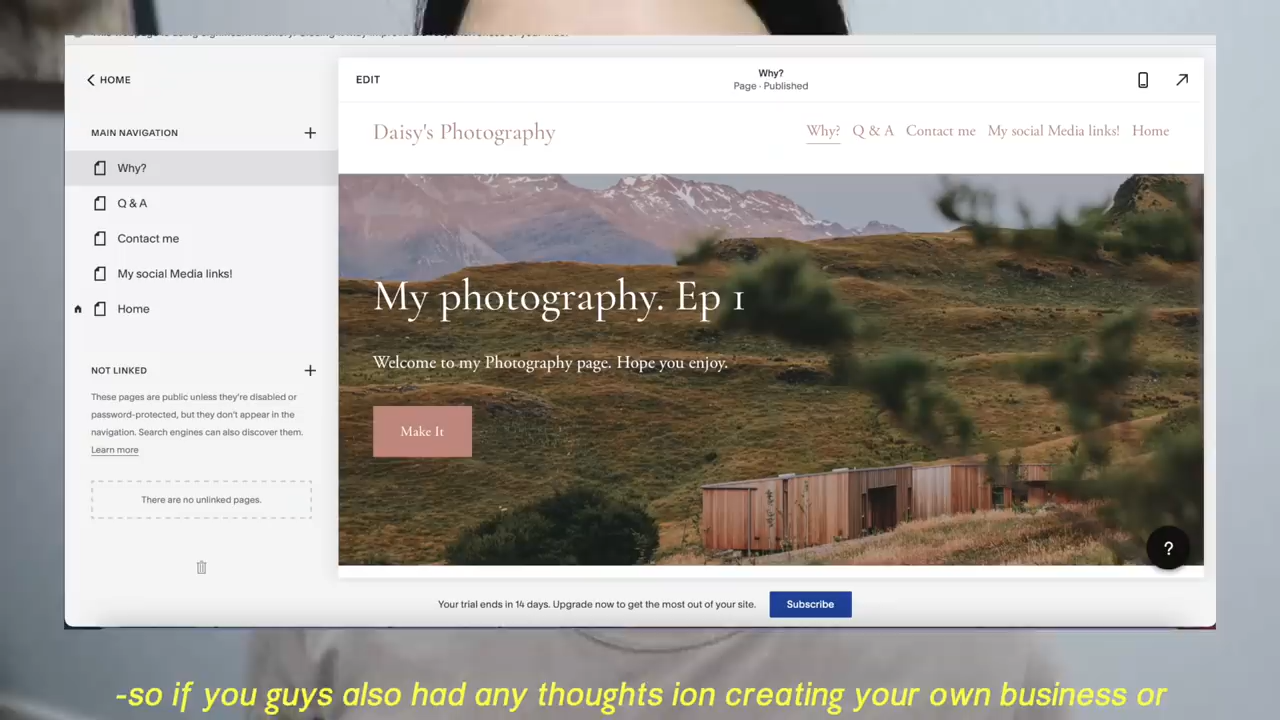 HOME
EDIT
Why?
Page · Published
MAIN NAVIGATION
Why?
Q & A
Contact me
My social Media links!
Home
NOT LINKED
These pages are public unless they're disabled or
password-protected, but they don't appear in the
navigation. Search engines can also discover them.
Learn more
There are no unlinked pages.
Daisy's Photography
Why? Q & A Contact me My social Media links! Home
My photography. Ep 1
Welcome to my Photography page. Hope you enjoy.
Make It
?
Your trial ends in 14 days. Upgrade now to get the most out of your site.
Subscribe
-so if you guys also had any thoughts ion creating your own business or